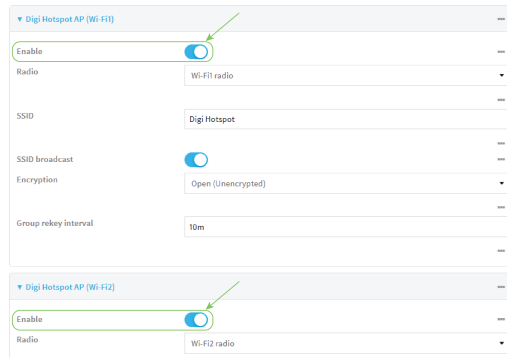 ▼ Digi Hotspot AP (Wi-Fi1)
Enable
Radio
Wi-Fi1 radio
SSID
Digi Hotspot
SSID broadcast
Encryption
Open (Unencrypted)
Group rekey interval
10m
▼ Digi Hotspot AP (Wi-Fi2)
Enable
Radio
Wi-Fi2 radio